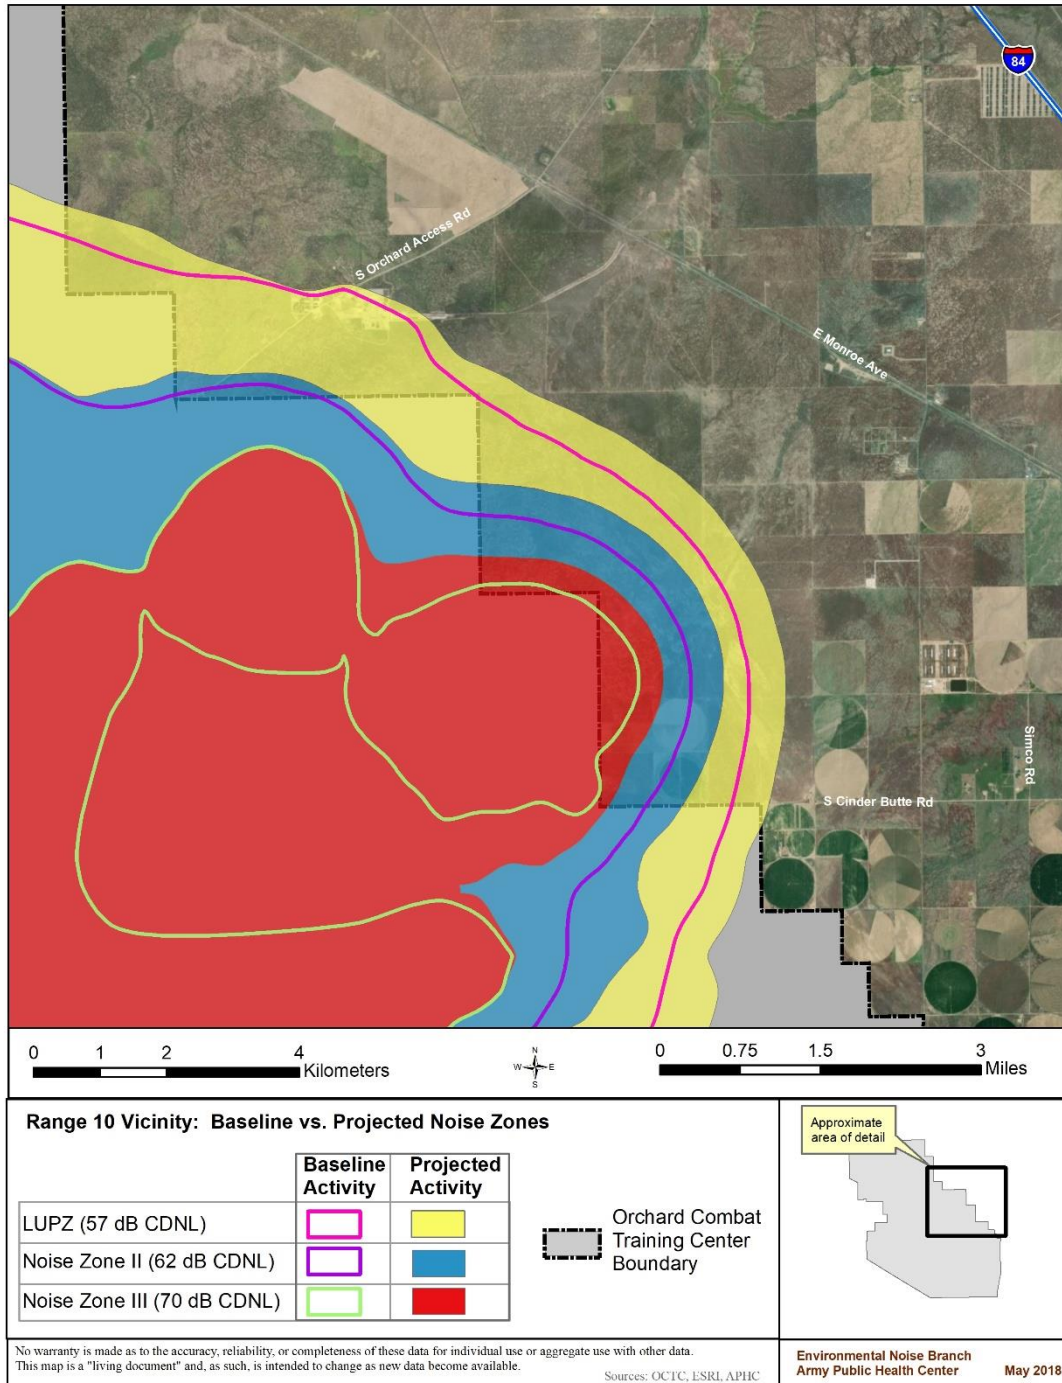 84
S Orchard Access Rd
E Monroe Ave
Simco Rd
S Cinder Butte Rd
0 1 2 4 Kilometers
N
W E
S
0 0.75 1.5 3 Miles
Range 10 Vicinity: Baseline vs. Projected Noise Zones
Baseline Activity Projected Activity
LUPZ (57 dB CDNL)
Noise Zone II (62 dB CDNL)
Noise Zone III (70 dB CDNL)
Orchard Combat
Training Center
Boundary
Approximate
area of detail
No warranty is made as to the accuracy, reliability, or completeness of these data for individual use or aggregate use with other data.
This map is a "living document" and, as such, is intended to change as new data become available.
Sources: OCTC, ESRI, APHC
Environmental Noise Branch
Army Public Health Center May 2018